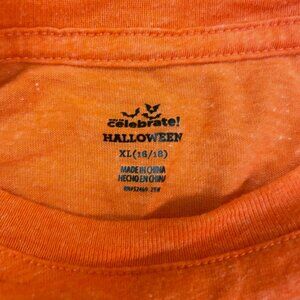 celebrate!
HALLOWEEN
XL(16/18)
MADE IN CHINA
HECHO EN CHINA